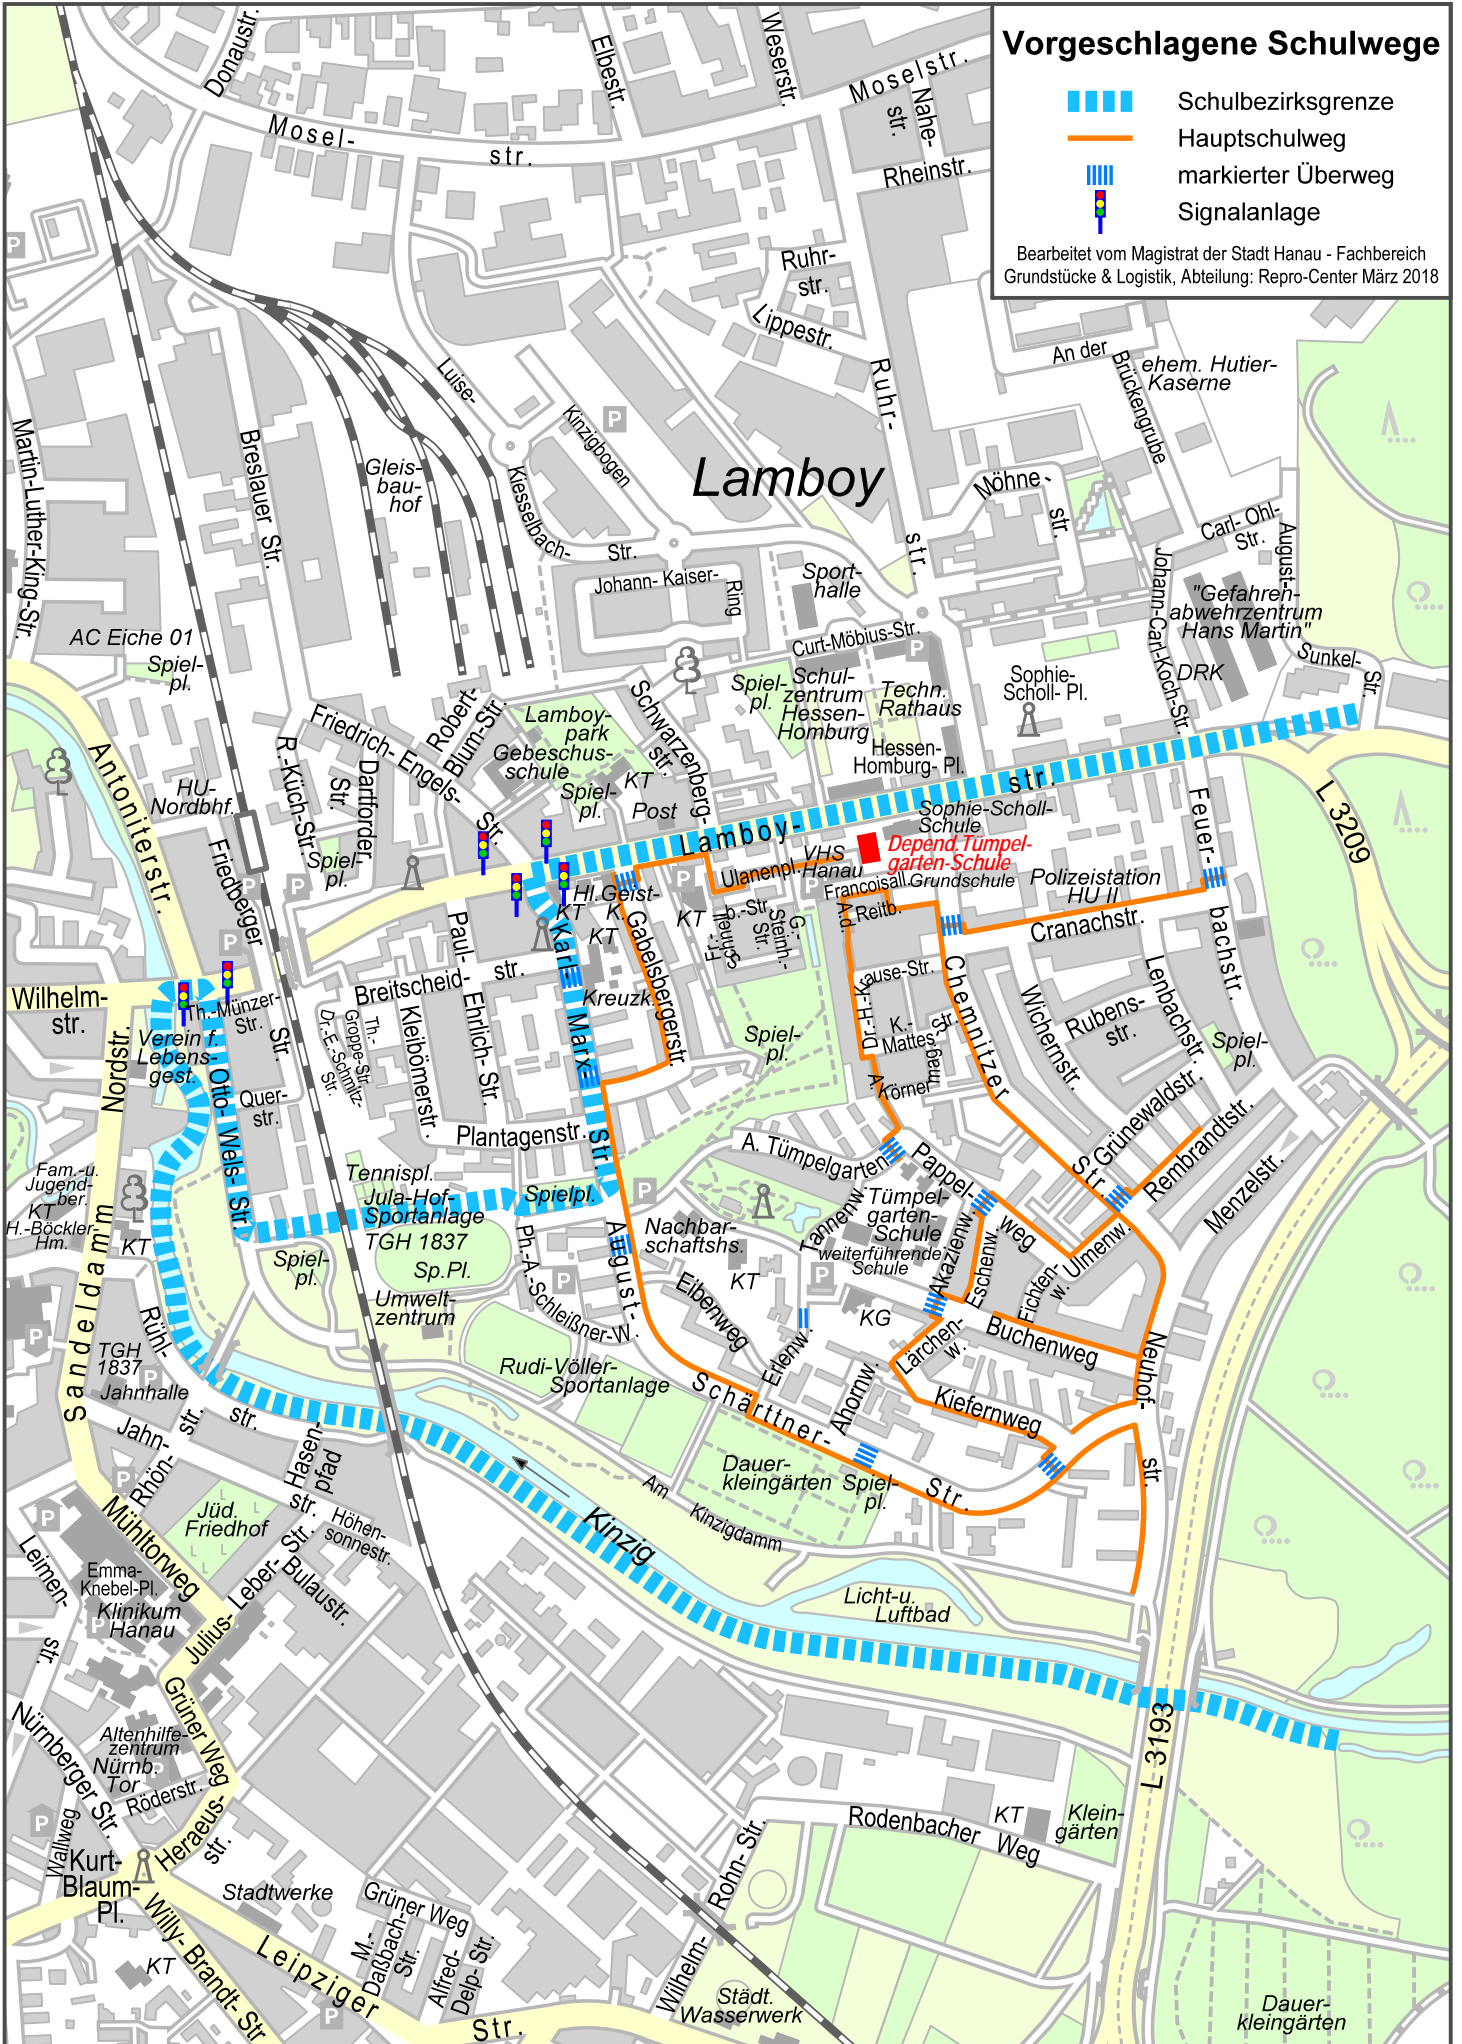 Vorgeschlagene Schulwege
Schulbezirksgrenze
Hauptschulweg
markierter Überweg
Signalanlage
Bearbeitet vom Magistrat der Stadt Hanau - Fachbereich
Grundstücke & Logistik, Abteilung: Repro-Center März 2018
Donaustr.
Elbestr.
Weserstr.
Moselstr.
Nahe-
str.
Mosel-
str.
Rheinstr.
P
Ruhr-
str.
Lippestr.
Ruhr-
str.
An der
Brückengrube
ehem. Hutier-
Kaserne
Luise-
Kinzigbogen
P
Martin-Luther-King-Str.
Breslauer Str.
Gleis-
bau-
hof
Kiesselbach-
Str.
Lamboy
Möhne-
str.
Carl- Ohl-
Str.
August-
Sunkel-
Str.
Johann- Kaiser-
Ring
Sport-
halle
Johann-Carl-Koch-Str.
"Gefahren-
abwehrzentrum
Hans Martin"
DRK
AC Eiche 01
Spiel-
pl.
Curt-Möbius-Str.
P
Sophie-
Scholl- Pl.
Robert-
Blum-Str.
Friedrich- Engels-
Str.
Lamboy-
park
Gebeschus-
schule
Schwarzenberg-
str.
Spiel-
pl.
Schul-
zentrum
Hessen-
Homburg
Techn.
Rathaus
Hessen-
Homburg- Pl.
Antoniterstr.
HU-
Nordbhf.
R.-Küch-Str.
Dartforder
Str.
KT
Spiel-
pl.
Post
L 3209
Lamboy-
str.
Feuer-
bachstr.
Friedberger
Str.
Spiel-
pl.
P
P
P
Hl.Geist-
K.
KT
KT
Kreuzk.
Gabelsbergerstr.
P
KT
Ulanenpl.
VHS
Hanau
P
Sophie-Scholl-
Schule
Depend.Tümpel-
garten-Schule
Francoisall.
Grundschule
Reitb.
A.d.
Polizeistation
HU II
Cranachstr.
Fr.-
Schnell
b.-Str.
Steinh.-
Str.
G.-
Wilhelm-
str.
Th.-Münzer-
Str.
Verein f.
Lebens-
gest.
Nordstr.
Otto- Wels- Str.
Quer-
str.
Paul-
Ehrlich- Str.
Breitscheid-
str.
Th.-
Groppe-Str.
Dr.-E.-Schmitz-
Str.
Kleibömerstr.
Plantagenstr.
Karl-
Marx-
Str.
Spiel-
pl.
Krause-Str.
Dr.-H.-K.
K.-
Mattes-Str.
A.
Körner
Chemnitzer
Str.
Wichernstr.
Rubens-
str.
Lenbachstr.
Spiel-
pl.
Grünewaldstr.
Rembrandtstr.
Menzelstr.
Fam.-u.
Jugend-
ber.
KT
H.-Böckler-
Hm.
KT
Tennispl.
Jula-Hof-
Sportanlage
TGH 1837
Sp.Pl.
Spielpl.
P
A. Tümpelgarten
Pappel-
weg
Tannenw.
Tümpel-
garten-
Schule
weiterführende
Schule
Akazienw.
Eschenw.
Fichten-
w.
Ulmenw.
Nachbar-
schaftshs.
KT
P
KG
Spiel-
pl.
Umwelt-
zentrum
Ph.-A.-Schleißner-W.
P
August-
Schärttner-
Str.
Eibenweg
Erlenw.
Ahornw.
Lärchen-
w.
Buchenweg
Kiefernweg
Neuhof-
str.
Sandeldamm
Rühl-
str.
TGH
1837
Jahnhalle
P
P
Rudi-Völler-
Sportanlage
Dauer-
kleingärten
Spiel-
pl.
Jahn-
str.
Rhön-
str.
Hasen-
pfad
Am
Kinzigdamm
Kinzig
P
P
Jüd.
Friedhof
Höhen-
sonnestr.
Mühltorweg
Leimen-
str.
Emma-
Knebel-Pl.
P
Klinikum
Hanau
Julius- Leber- Str.
Bulaustr.
Licht-u.
Luftbad
Grüner Weg
Nürnberger Str.
Altenhilfe-
zentrum
Nürnb.
Tor
P
Röderstr.
P
Wallweg
L 3193
Rodenbacher
Weg
KT
Klein-
gärten
Kurt-
Blaum-
Pl.
Heraeus-
str.
Stadtwerke
Grüner Weg
M.-
Daßbach-
Str.
Alfred-
Delp- Str.
Wilhelm-
Rohn- Str.
KT
Willy- Brandt- Str
Leipziger
Str.
P
Städt.
Wasserwerk
Dauer-
kleingärten